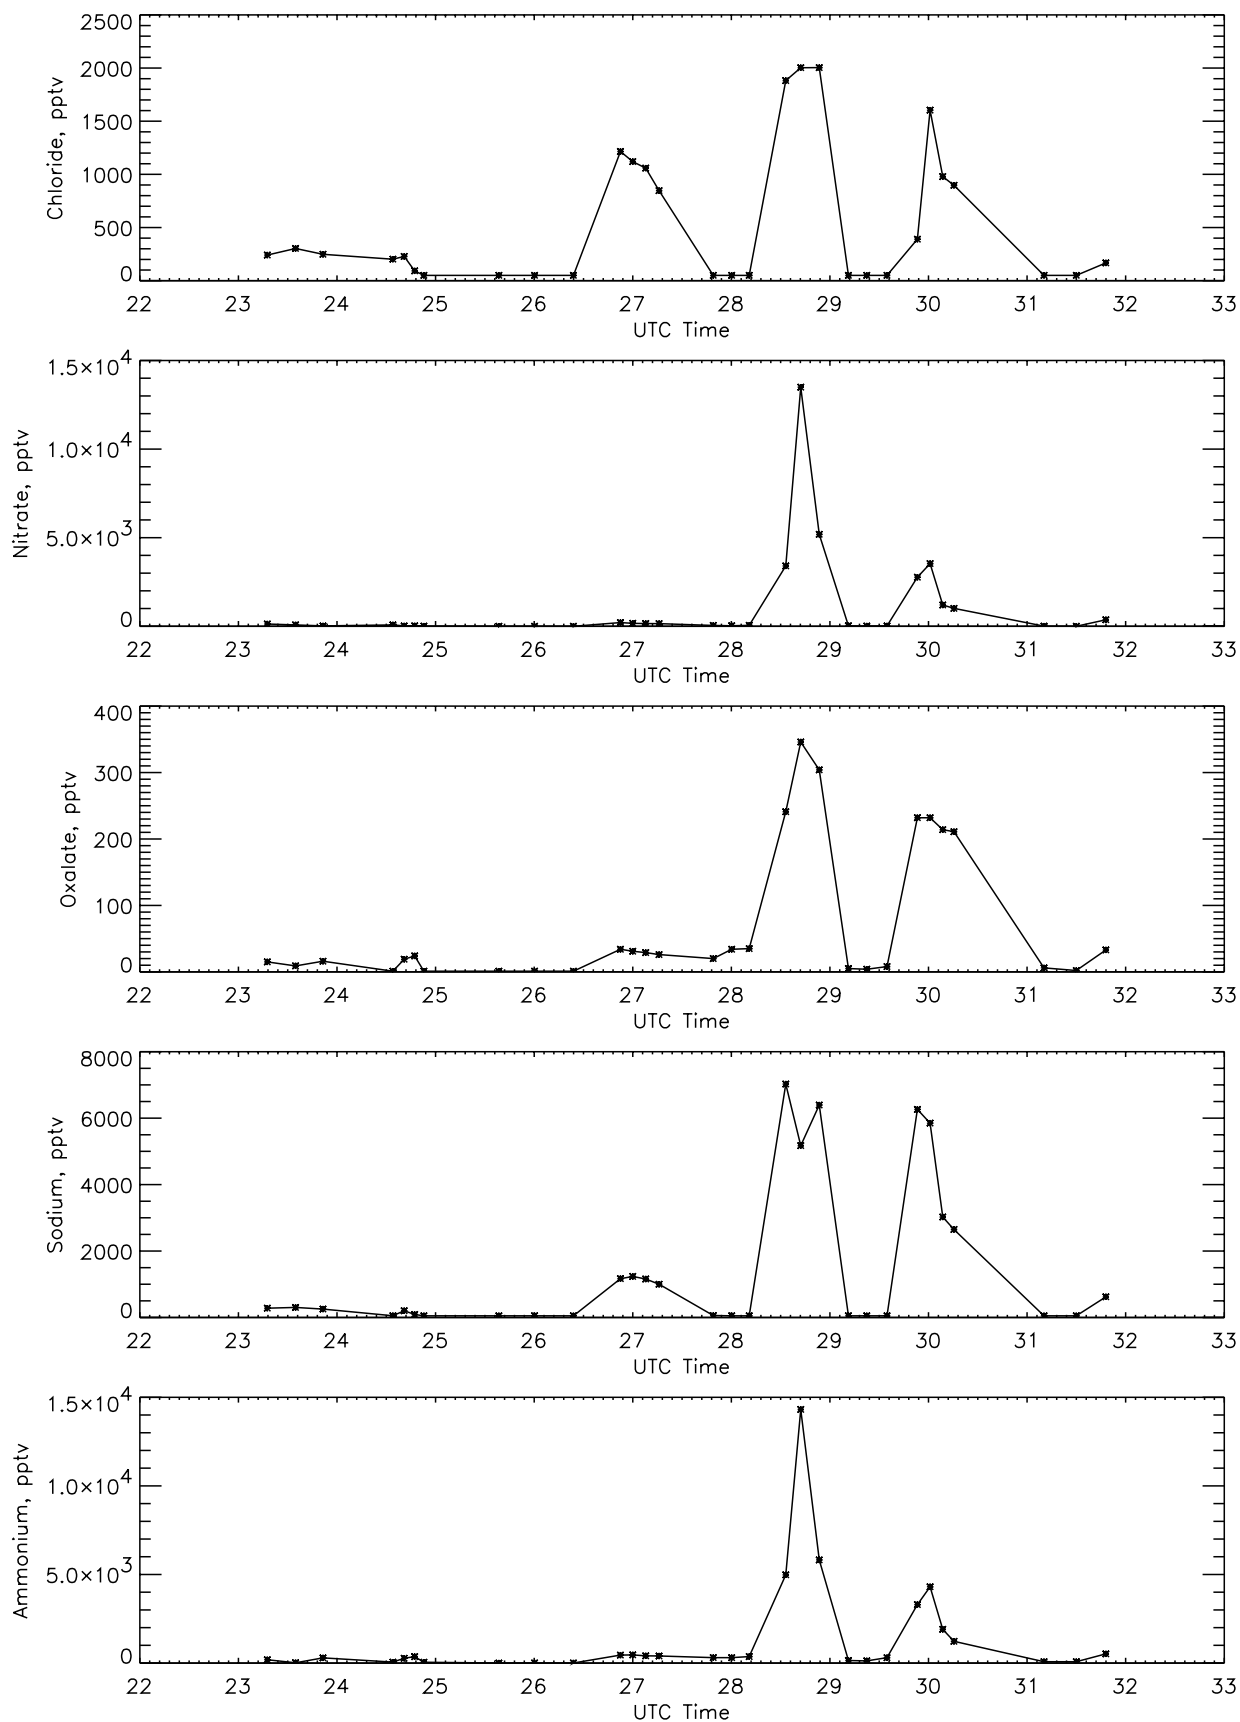 2500
2000
1500
1000
500
0
Chloride, pptv
22 23 24 25 26 27 28 29 30 31 32 33
UTC Time
1.5×10⁴
1.0×10⁴
5.0×10³
0
Nitrate, pptv
22 23 24 25 26 27 28 29 30 31 32 33
UTC Time
400
300
200
100
0
Oxalate, pptv
22 23 24 25 26 27 28 29 30 31 32 33
UTC Time
8000
6000
4000
2000
0
Sodium, pptv
22 23 24 25 26 27 28 29 30 31 32 33
UTC Time
1.5×10⁴
1.0×10⁴
5.0×10³
0
Ammonium, pptv
22 23 24 25 26 27 28 29 30 31 32 33
UTC Time